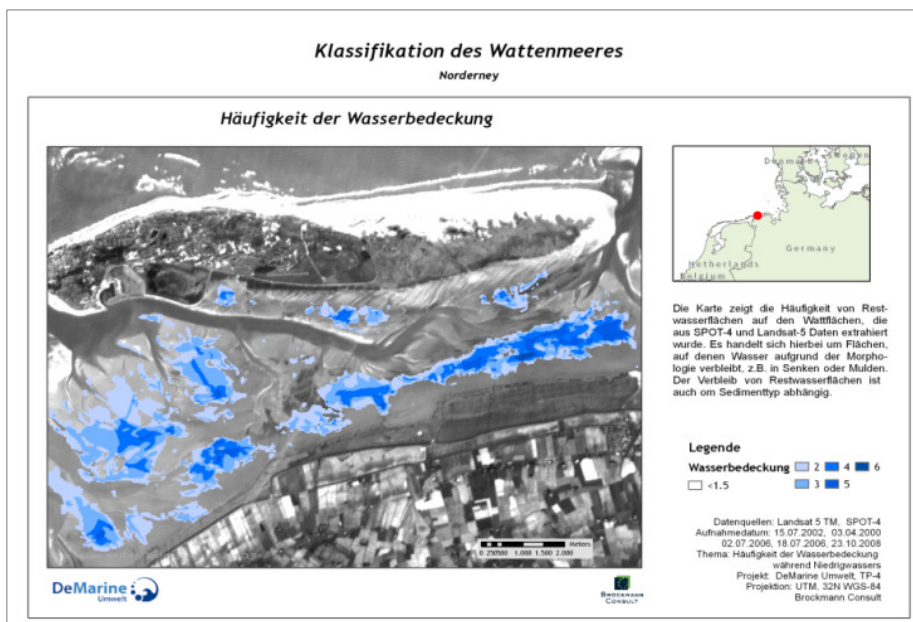 Klassifikation des Wattenmeeres
Norderney
Häufigkeit der Wasserbedeckung
Denmark
Sweden
Germany
Netherlands
Belgium
Die Karte zeigt die Häufigkeit von Rest-
wasserflächen auf den Wattflächen, die
aus SPOT-4 und Landsat-5 Daten extrahiert
wurde. Es handelt sich hierbei um Flächen,
auf denen Wasser aufgrund der Morpho-
logie verbleibt, z.B. in Senken oder Mulden.
Der Verbleib von Restwasserflächen ist
auch om Sedimenttyp abhängig.
Legende
Wasserbedeckung
2 4 6
<1.5 3 5
Meters
0 250500 1.000 1.500 2.000
Datenquellen: Landsat 5 TM, SPOT-4
Aufnahmedatum: 15.07.2002, 03.04.2000
02.07.2006, 18.07.2006, 23.10.2008
Thema: Häufigkeit der Wasserbedeckung
während Niedrigwassers
Projekt: DeMarine Umwelt, TP-4
Projektion: UTM, 32N WGS-84
Brockmann Consult
DeMarine
Umwelt
BROCKMANN
CONSULT